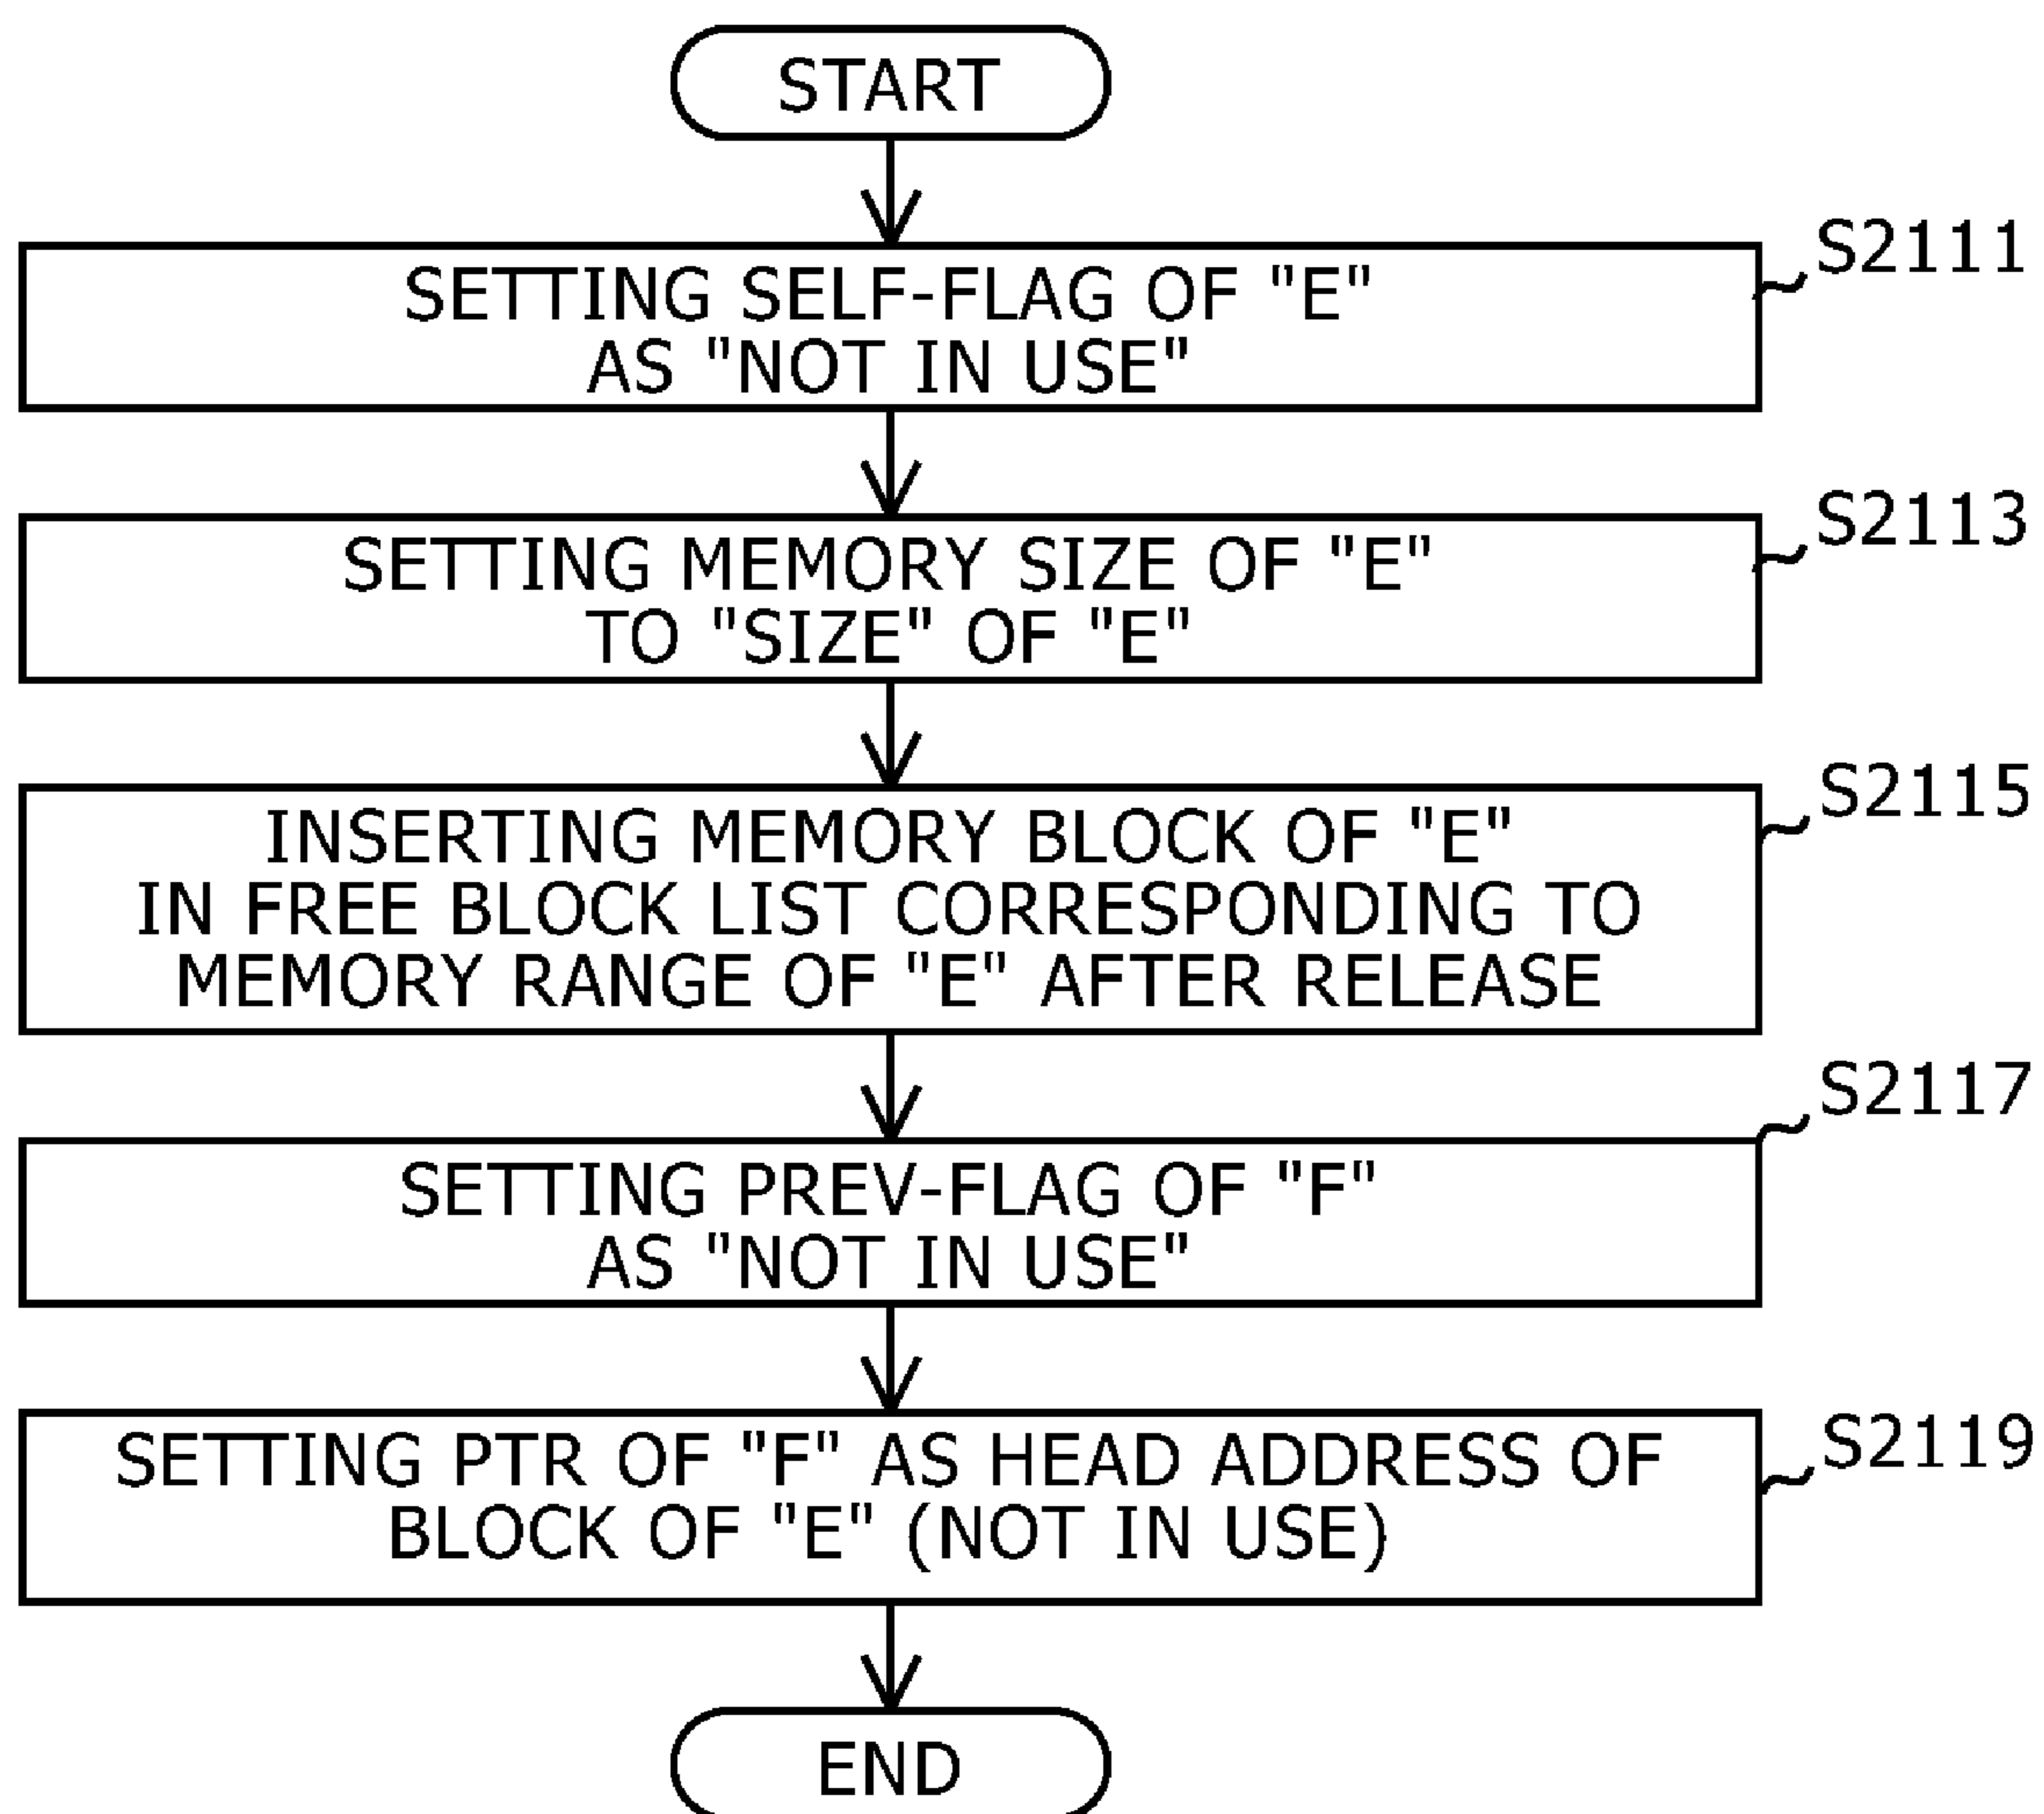 START
S2111
SETTING SELF-FLAG OF "E"
AS "NOT IN USE"
S2113
SETTING MEMORY SIZE OF "E"
TO "SIZE" OF "E"
S2115
INSERTING MEMORY BLOCK OF "E"
IN FREE BLOCK LIST CORRESPONDING TO
MEMORY RANGE OF "E" AFTER RELEASE
S2117
SETTING PREV-FLAG OF "F"
AS "NOT IN USE"
S2119
SETTING PTR OF "F" AS HEAD ADDRESS OF
BLOCK OF "E" (NOT IN USE)
END